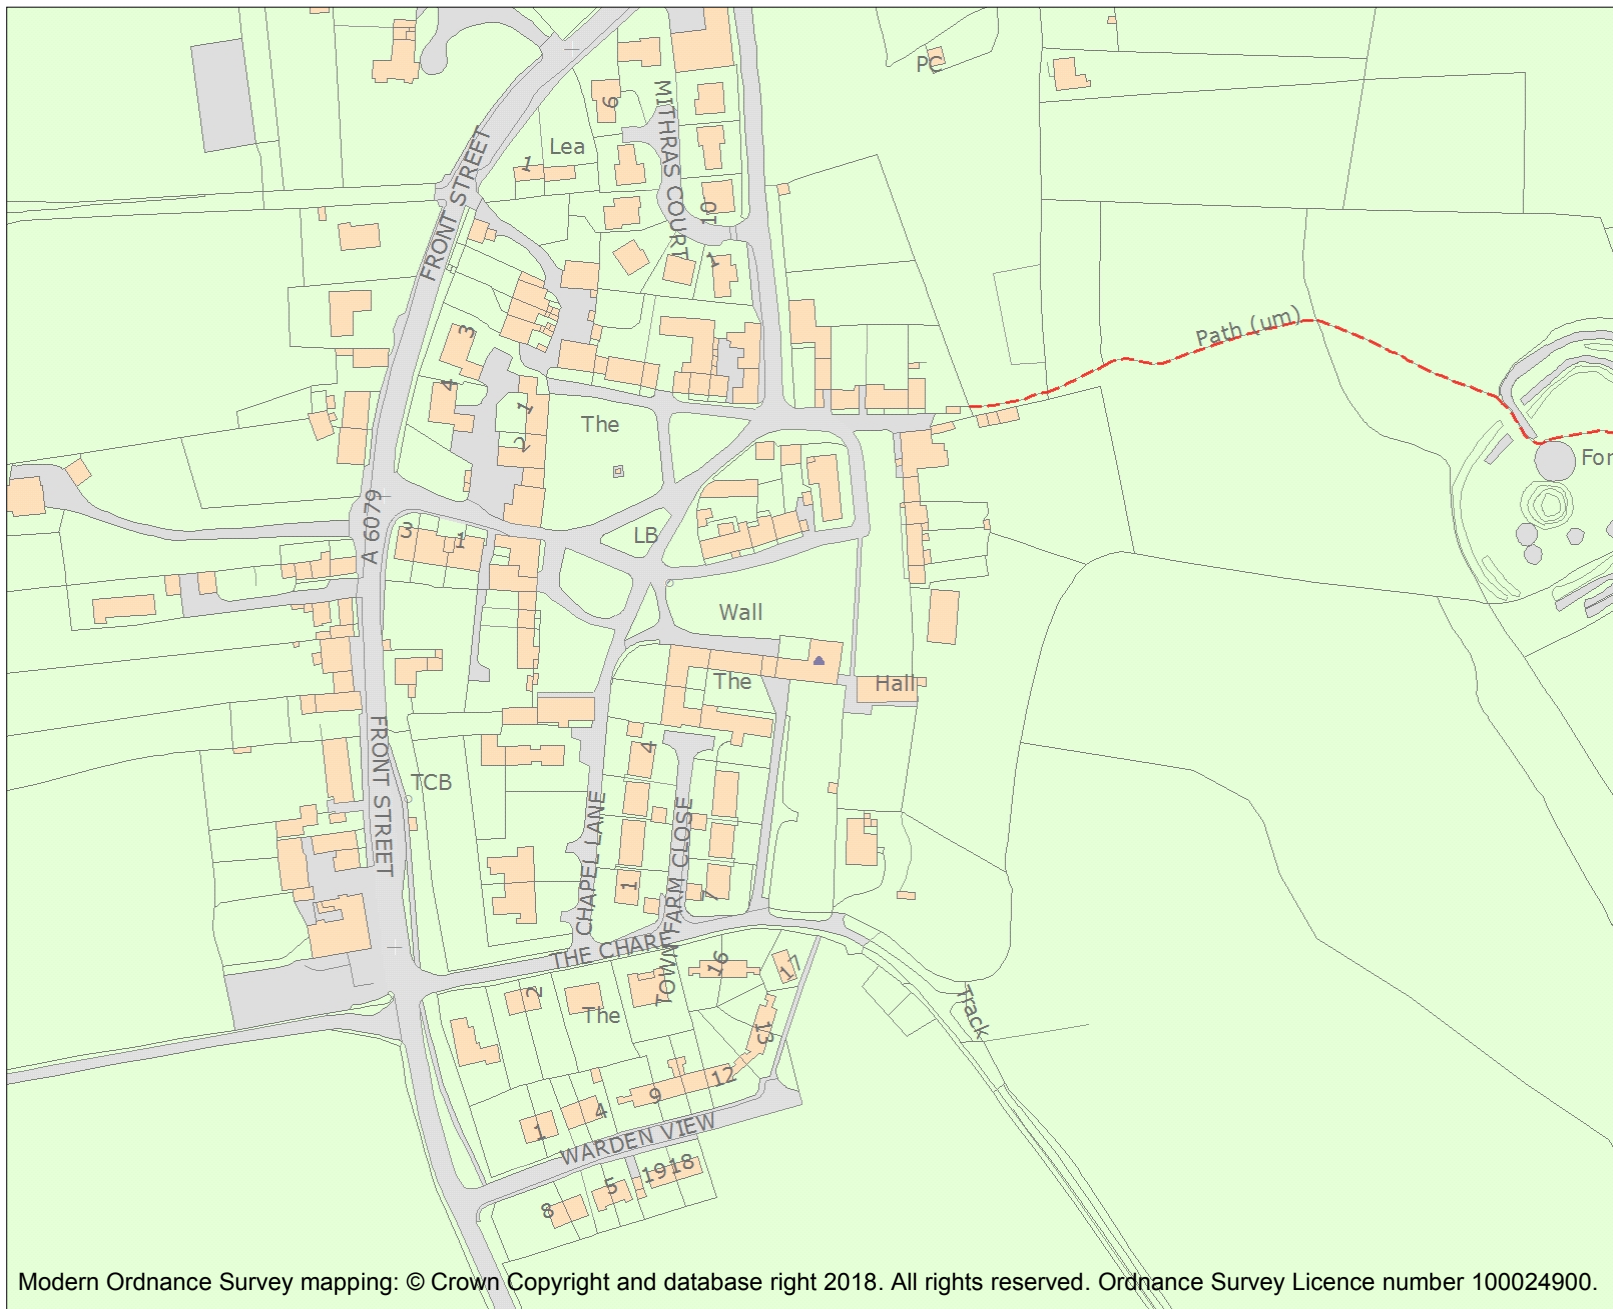 PC
MITHRAS COURT
6
Lea
1
FRONT STREET
10
1
3
Path (um)
4
1
The
2
For
A 6079
3
1
LB
Wall
The
Hall
FRONT STREET
4
TCB
CHAPEL LANE
TOWN FARM CLOSE
1
7
THE CHARE
16
17
2
The
Track
13
12
9
4
1
WARDEN VIEW
19 18
5
8
Modern Ordnance Survey mapping: © Crown Copyright and database right 2018. All rights reserved. Ordnance Survey Licence number 100024900.